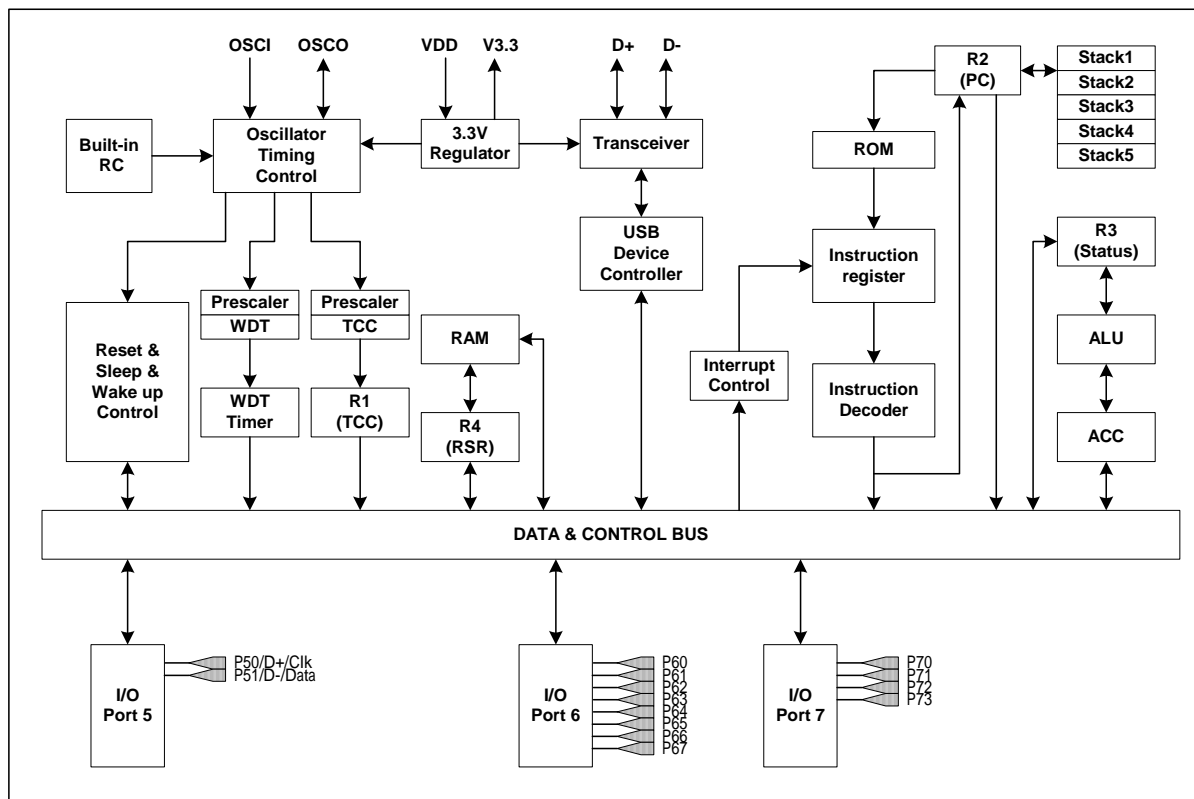 OSCI
OSCO
VDD
V3.3
D+
D-
R2
(PC)
Stack1
Stack2
Stack3
Stack4
Stack5
Built-in
RC
Oscillator
Timing
Control
3.3V
Regulator
Transceiver
ROM
USB
Device
Controller
Instruction
register
R3
(Status)
Prescaler
WDT
Prescaler
TCC
Reset &
Sleep &
Wake up
Control
RAM
Interrupt
Control
ALU
WDT
Timer
R1
(TCC)
R4
(RSR)
Instruction
Decoder
ACC
DATA & CONTROL BUS
I/O
Port 5
P50/D+/Clk
P51/D-/Data
I/O
Port 6
P60
P61
P62
P63
P64
P65
P66
P67
I/O
Port 7
P70
P71
P72
P73